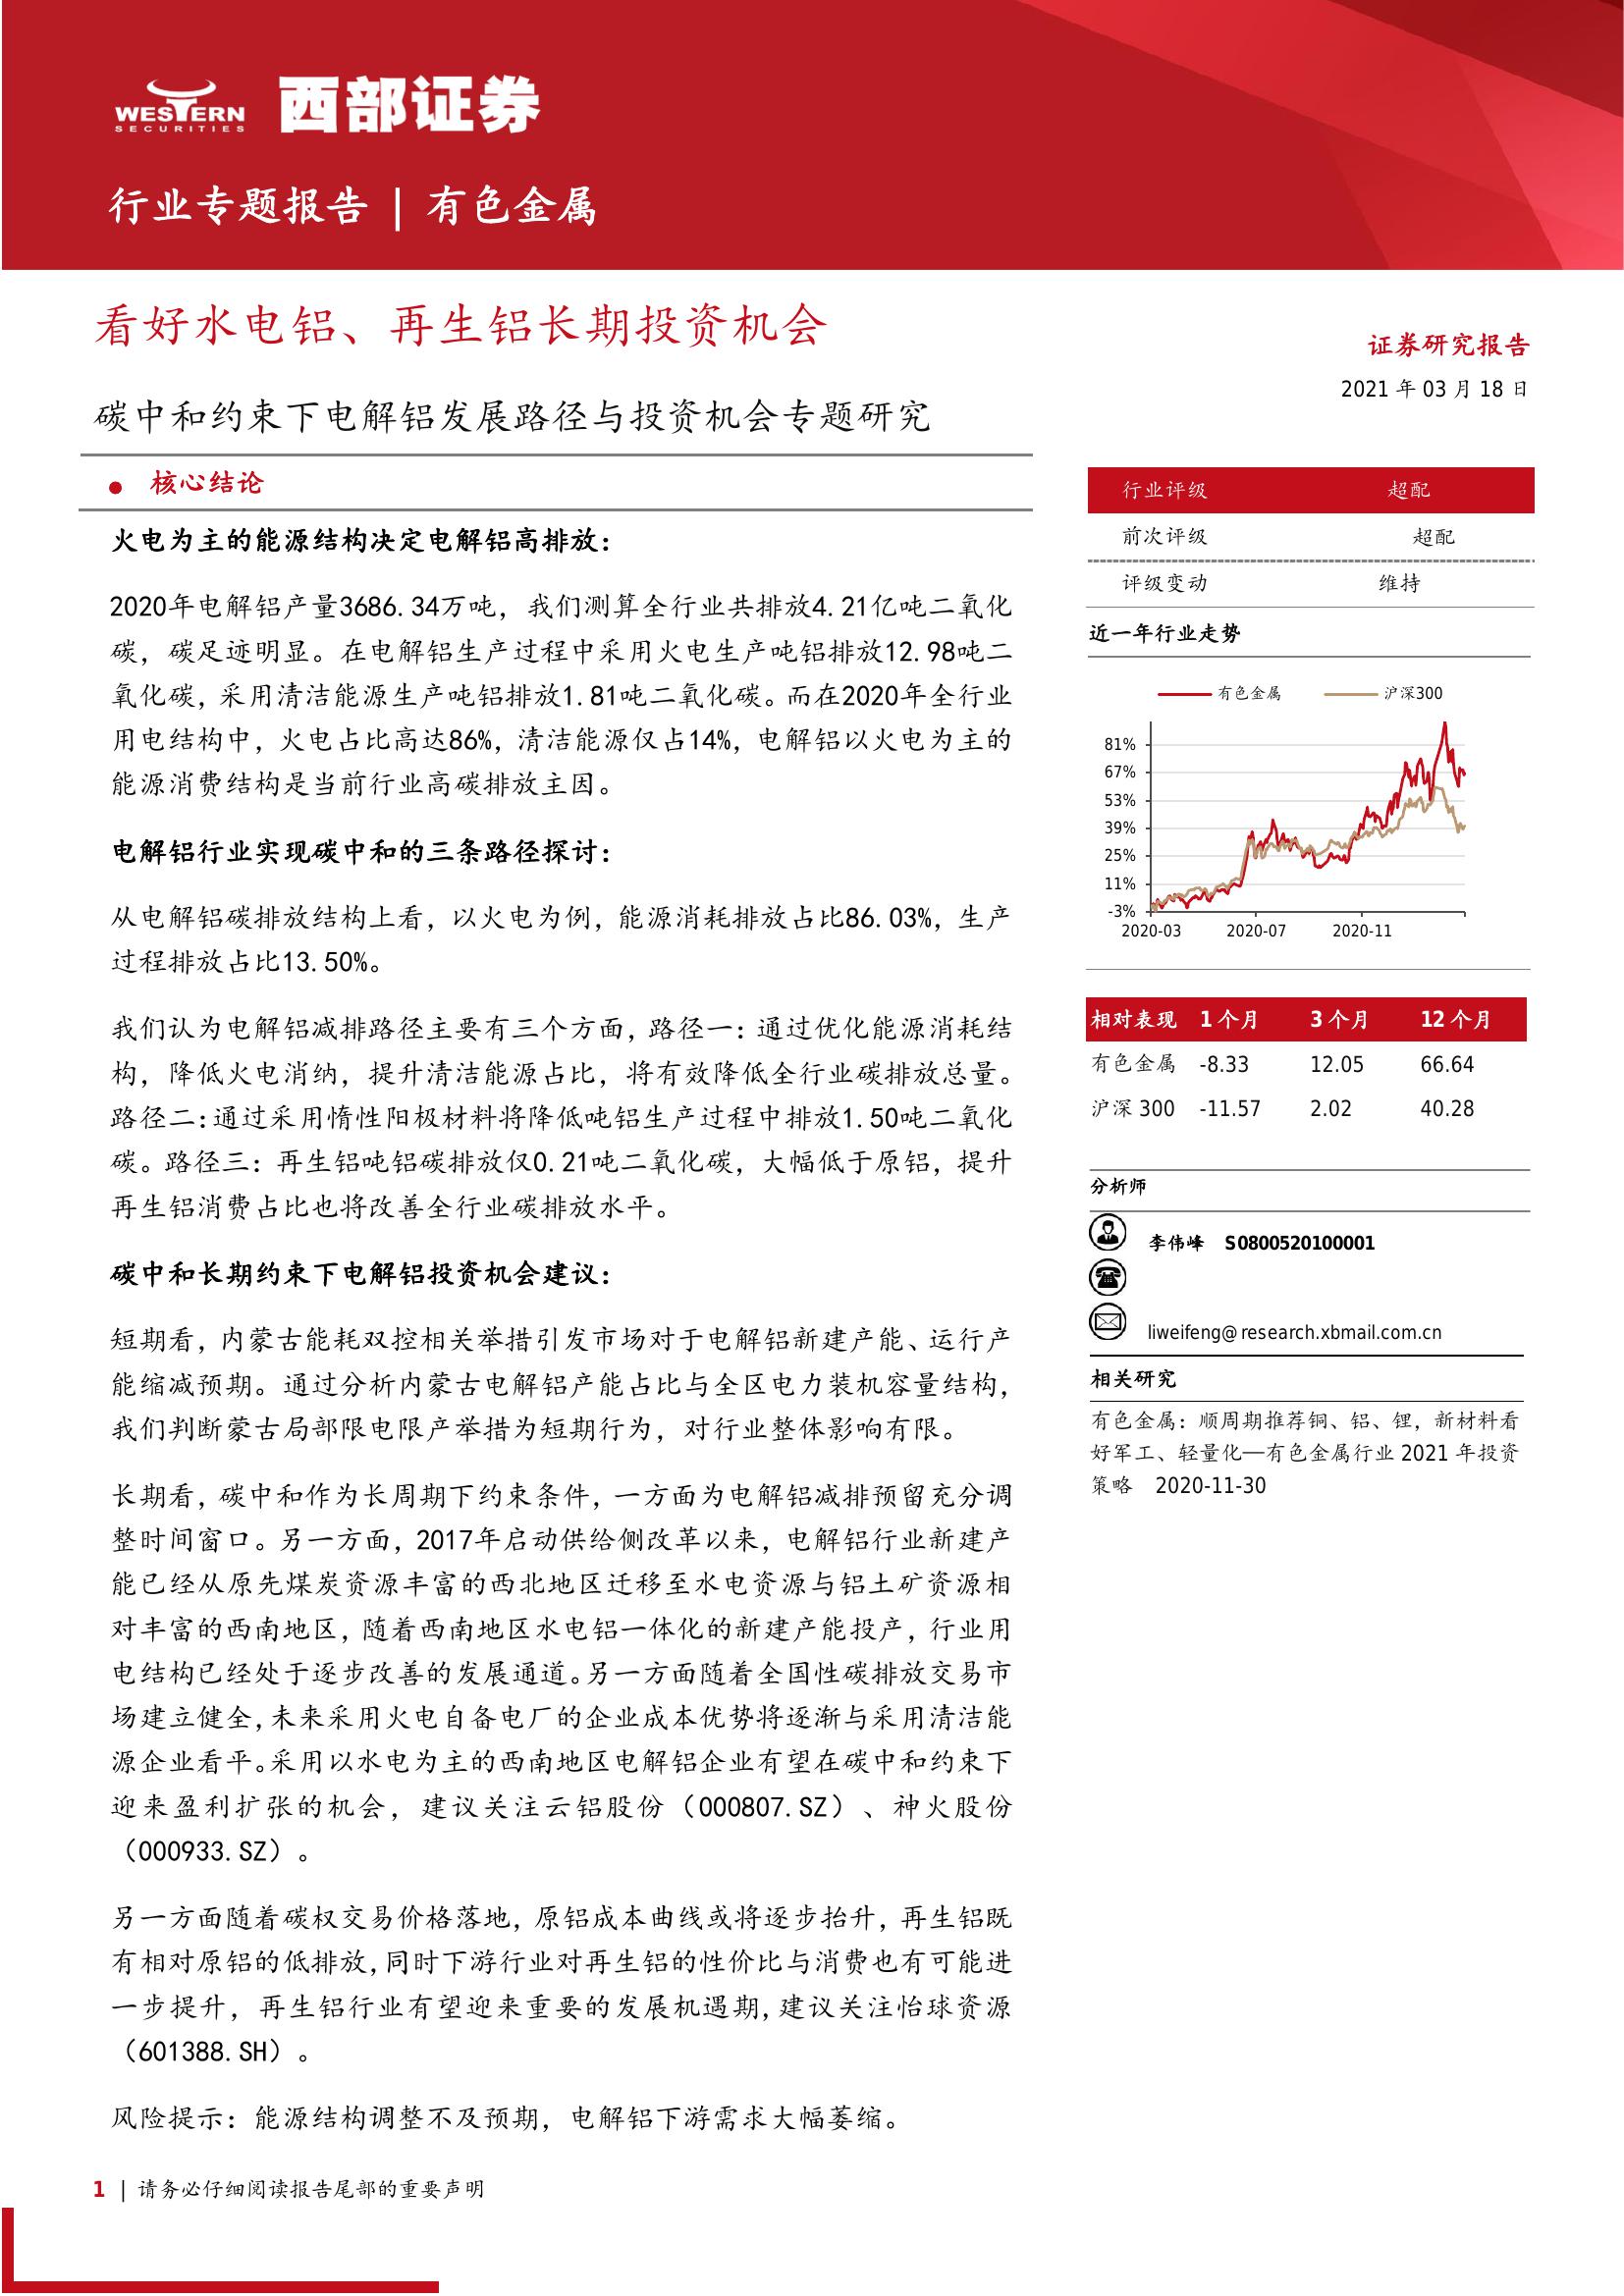 WESTERN
SECURITIES
西部证券
行业专题报告 | 有色金属
看好水电铝、再生铝长期投资机会
碳中和约束下电解铝发展路径与投资机会专题研究
● 核心结论
火电为主的能源结构决定电解铝高排放：
2020年电解铝产量3686.34万吨，我们测算全行业共排放4.21亿吨二氧化
碳，碳足迹明显。在电解铝生产过程中采用火电生产吨铝排放12.98吨二
氧化碳，采用清洁能源生产吨铝排放1.81吨二氧化碳。而在2020年全行业
用电结构中，火电占比高达86%，清洁能源仅占14%，电解铝以火电为主的
能源消费结构是当前行业高碳排放主因。
电解铝行业实现碳中和的三条路径探讨：
从电解铝碳排放结构上看，以火电为例，能源消耗排放占比86.03%，生产
过程排放占比13.50%。
我们认为电解铝减排路径主要有三个方面，路径一：通过优化能源消耗结
构，降低火电消纳，提升清洁能源占比，将有效降低全行业碳排放总量。
路径二：通过采用惰性阳极材料将降低吨铝生产过程中排放1.50吨二氧化
碳。路径三：再生铝吨铝碳排放仅0.21吨二氧化碳，大幅低于原铝，提升
再生铝消费占比也将改善全行业碳排放水平。
碳中和长期约束下电解铝投资机会建议：
短期看，内蒙古能耗双控相关举措引发市场对于电解铝新建产能、运行产
能缩减预期。通过分析内蒙古电解铝产能占比与全区电力装机容量结构，
我们判断蒙古局部限电限产举措为短期行为，对行业整体影响有限。
长期看，碳中和作为长周期下约束条件，一方面为电解铝减排预留充分调
整时间窗口。另一方面，2017年启动供给侧改革以来，电解铝行业新建产
能已经从原先煤炭资源丰富的西北地区迁移至水电资源与铝土矿资源相
对丰富的西南地区，随着西南地区水电铝一体化的新建产能投产，行业用
电结构已经处于逐步改善的发展通道。另一方面随着全国性碳排放交易市
场建立健全，未来采用火电自备电厂的企业成本优势将逐渐与采用清洁能
源企业看平。采用以水电为主的西南地区电解铝企业有望在碳中和约束下
迎来盈利扩张的机会，建议关注云铝股份（000807.SZ）、神火股份
（000933.SZ）。
另一方面随着碳权交易价格落地，原铝成本曲线或将逐步抬升，再生铝既
有相对原铝的低排放，同时下游行业对再生铝的性价比与消费也有可能进
一步提升，再生铝行业有望迎来重要的发展机遇期，建议关注怡球资源
（601388.SH）。
风险提示：能源结构调整不及预期，电解铝下游需求大幅萎缩。
证券研究报告
2021 年 03 月 18 日
行业评级 超配
前次评级 超配
评级变动 维持
近一年行业走势
有色金属 沪深300
81%
67%
53%
39%
25%
11%
-3%
2020-03 2020-07 2020-11
相对表现 1 个月 3 个月 12 个月
有色金属 -8.33 12.05 66.64
沪深 300 -11.57 2.02 40.28
分析师
李伟峰 S0800520100001
liweifeng@research.xbmail.com.cn
相关研究
有色金属：顺周期推荐铜、铝、锂，新材料看
好军工、轻量化—有色金属行业 2021 年投资
策略 2020-11-30
1 | 请务必仔细阅读报告尾部的重要声明